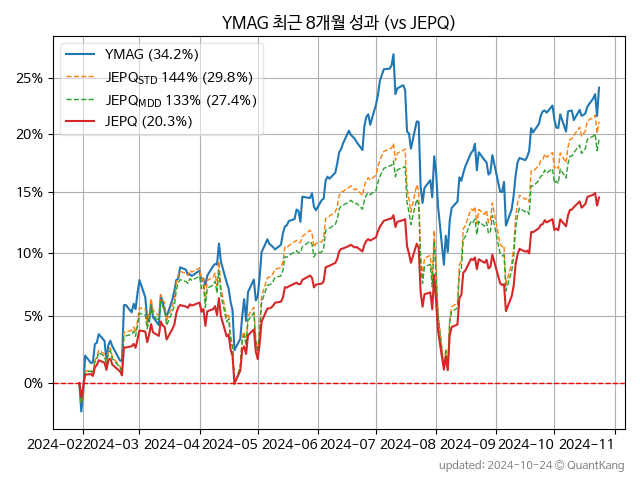 YMAG 최근 8개월 성과 (vs JEPQ)
YMAG (34.2%)
JEPQSTD 144% (29.8%)
JEPQMDD 133% (27.4%)
JEPQ (20.3%)
25%
20%
15%
10%
5%
0%
2024-02 2024-03 2024-04 2024-05 2024-06 2024-07 2024-08 2024-09 2024-10 2024-11
updated: 2024-10-24 © QuantKang